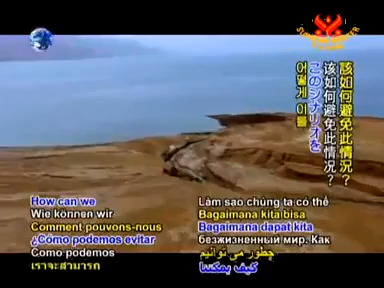 該如何避免此情況？
该如何避免此情况？
このシナリオを
어떻게 이를
How can we
Wie können wir
Comment pouvons-nous
¿Cómo podemos evitar
Como podemos
เราจะสามารถ
Làm sao chúng ta có thể
Bagaimana kita bisa
Bagaimana dapat kita
безжизненный мир. Как
چطور می توانیم
كيف يمكننا